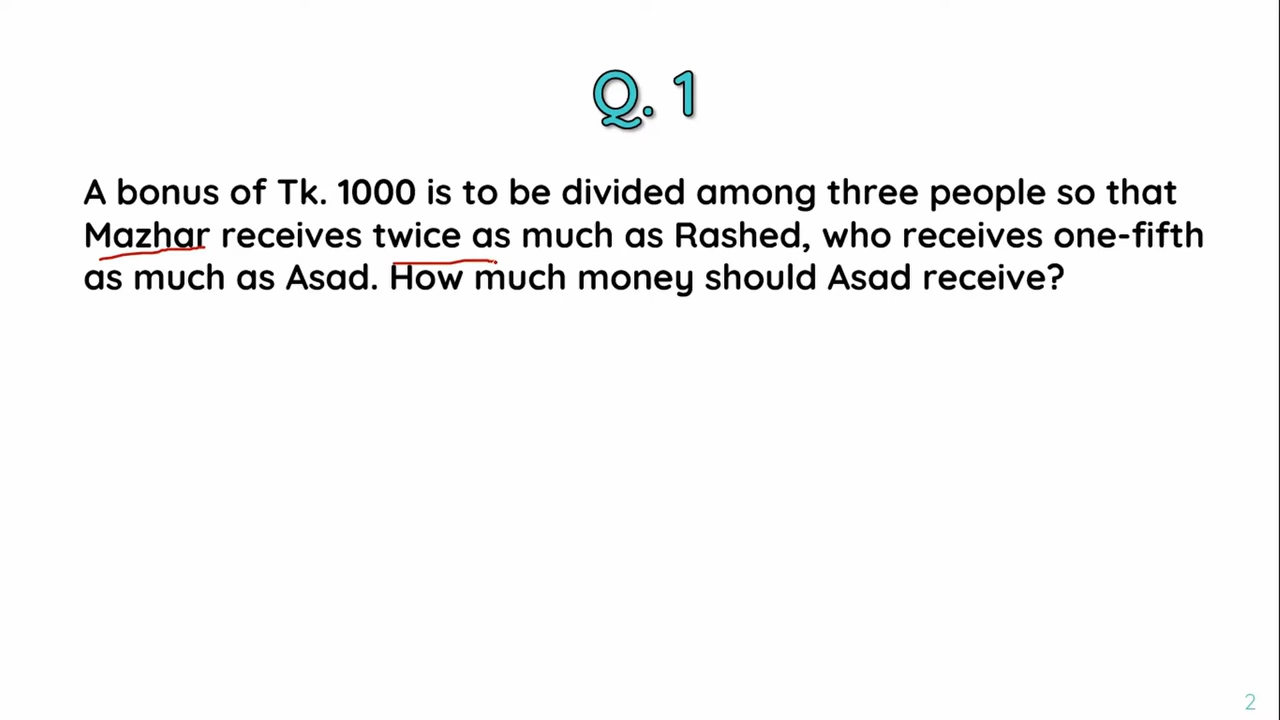 Q. 1
A bonus of Tk. 1000 is to be divided among three people so that
Mazhar receives twice as much as Rashed, who receives one-fifth
as much as Asad. How much money should Asad receive?
2